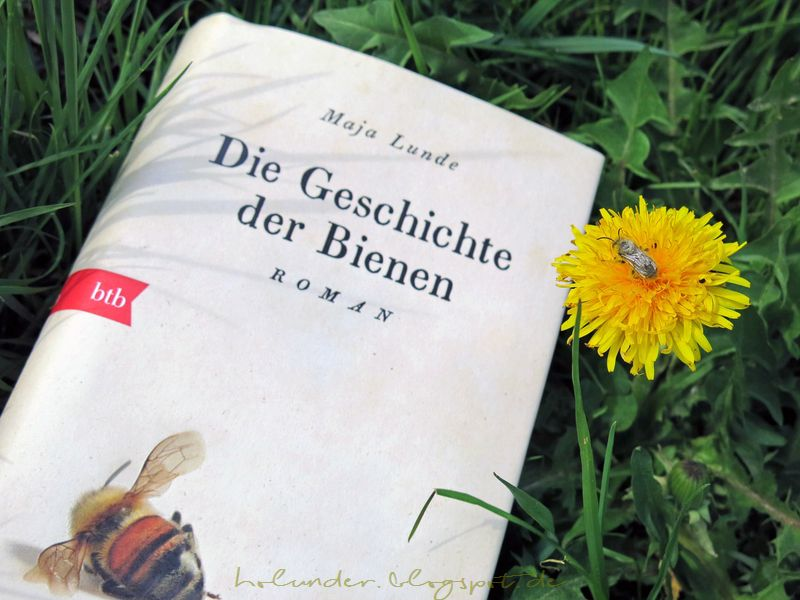 Maja Lunde
Die Geschichte
der Bienen
ROMAN
btb
holunder.blogspot.de